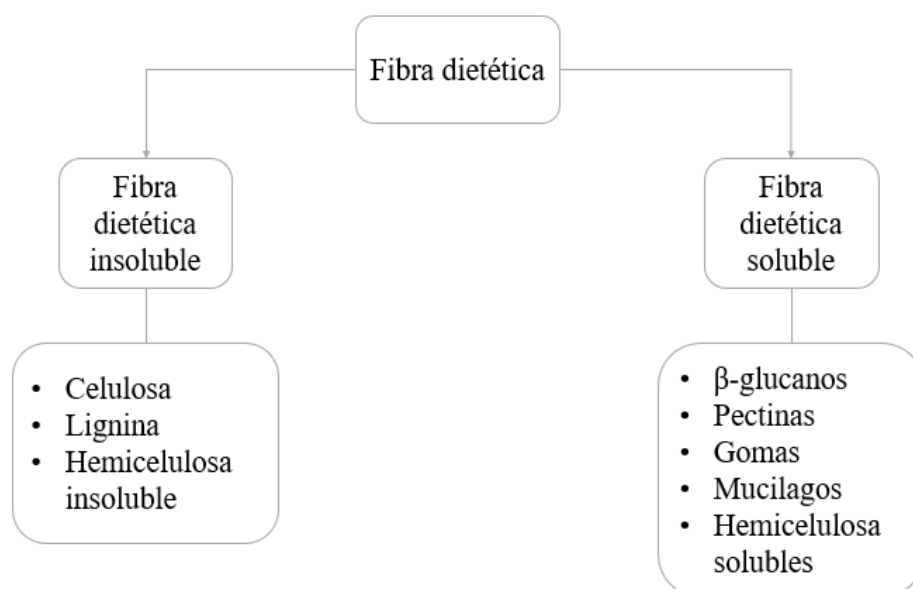 Fibra dietética
Fibra
dietética
insoluble
Fibra
dietética
soluble
• Celulosa
• Lignina
• Hemicelulosa
insoluble
• β-glucanos
• Pectinas
• Gomas
• Mucilagos
• Hemicelulosa
solubles